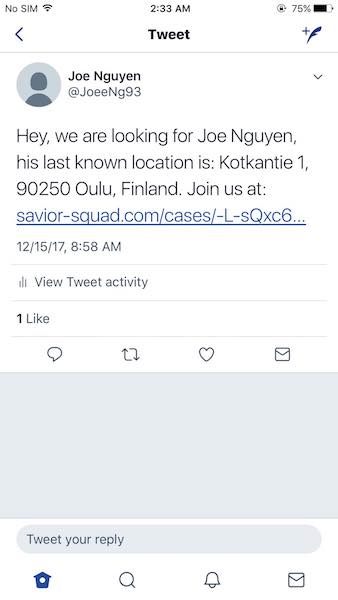 No SIM 2:33 AM 75%
Tweet
Joe Nguyen
@JoeeNg93
Hey, we are looking for Joe Nguyen,
his last known location is: Kotkantie 1,
90250 Oulu, Finland. Join us at:
savior-squad.com/cases/-L-sQxc6...
12/15/17, 8:58 AM
View Tweet activity
1 Like
Tweet your reply